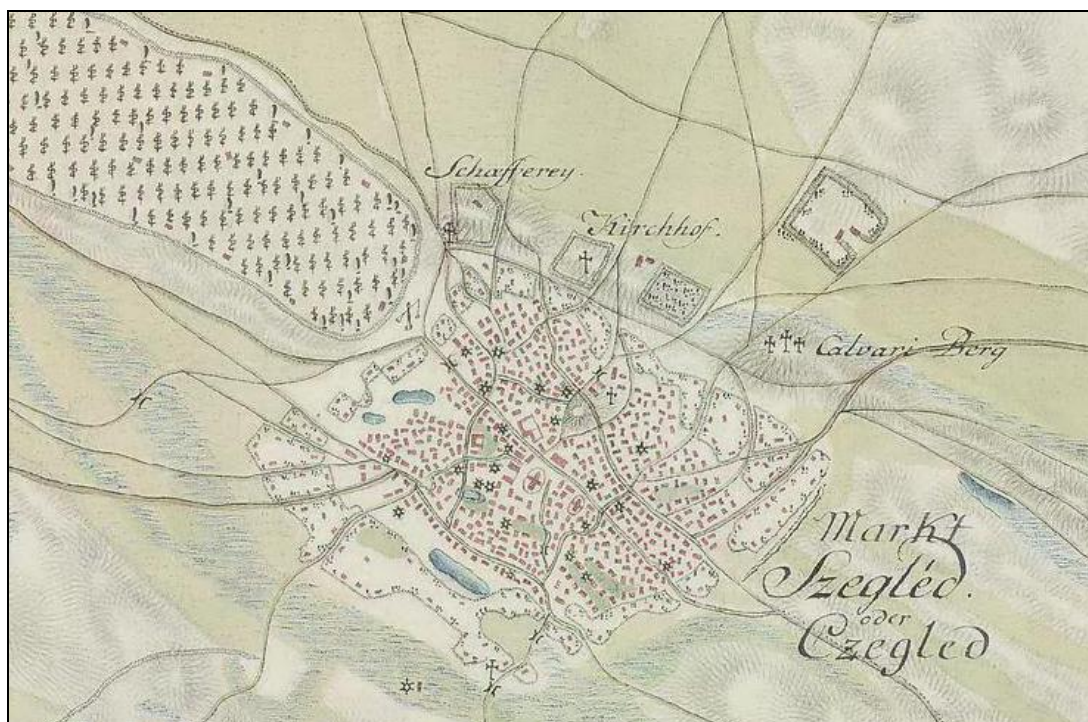 Schafferey.
Kirchhof.
Calvari Berg
Markt
Szegléd.
oder
Czegled